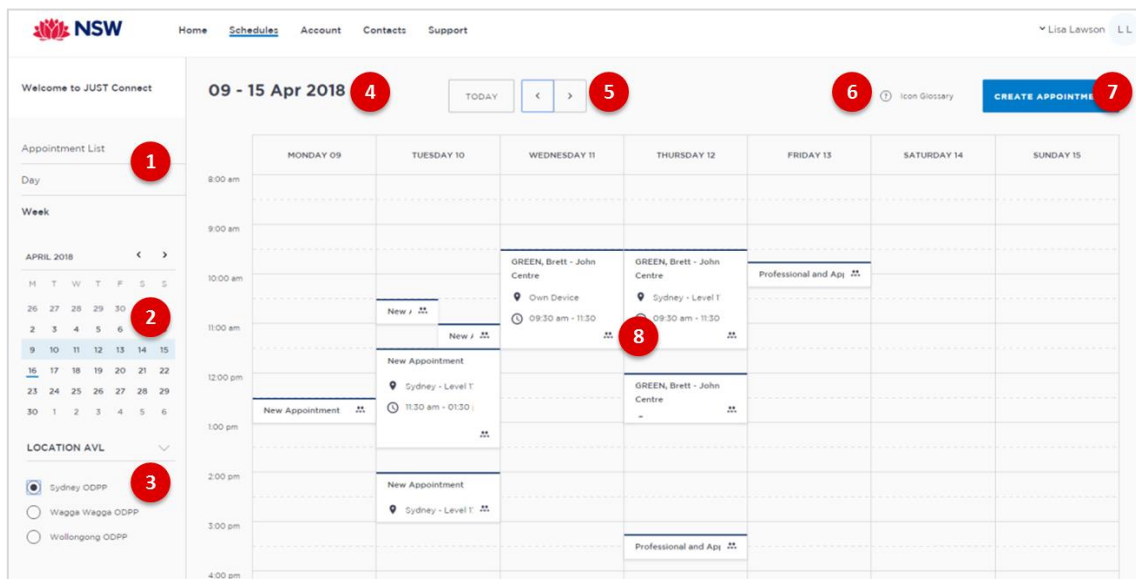 NSW
Home Schedules Account Contacts Support
Lisa Lawson LL
Welcome to JUST Connect
09 - 15 Apr 2018 4
TODAY < > 5
6 ? Icon Glossary
CREATE APPOINTME 7
Appointment List
1
Day
Week
APRIL 2018 < >
M T W T F S S
26 27 28 29 30
2 3 4 5 6
2
9 10 11 12 13 14 15
16 17 18 19 20 21 22
23 24 25 26 27 28 29
30 1 2 3 4 5 6
LOCATION AVL
3
Sydney ODPP
Wagga Wagga ODPP
Wollongong ODPP
MONDAY 09 TUESDAY 10 WEDNESDAY 11 THURSDAY 12 FRIDAY 13 SATURDAY 14 SUNDAY 15
8:00 am
9:00 am
10:00 am
11:00 am
12:00 pm
1:00 pm
2:00 pm
3:00 pm
4:00 pm
New Appointment
New A
New A
New Appointment
Sydney - Level 1
11:30 am - 01:30
New Appointment
Sydney - Level 1
GREEN, Brett - John
Centre
Own Device
09:30 am - 11:30
8
GREEN, Brett - John
Centre
Sydney - Level 1
09:30 am - 11:30
GREEN, Brett - John
Centre
Professional and Ap
Professional and Ap